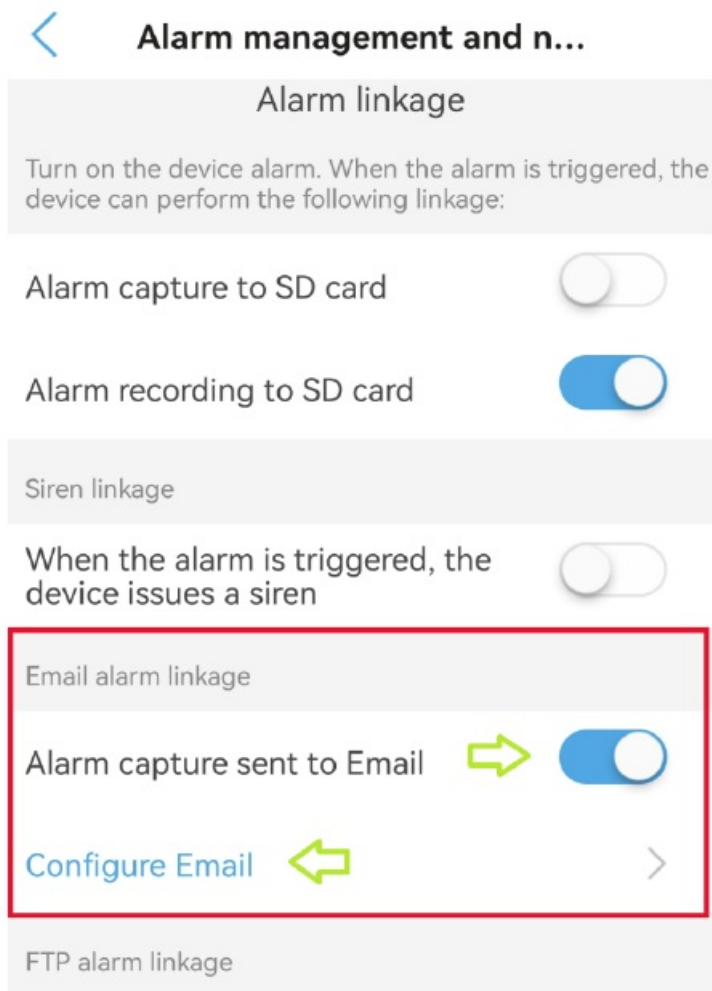 Alarm management and n...
Alarm linkage
Turn on the device alarm. When the alarm is triggered, the
device can perform the following linkage:
Alarm capture to SD card
Alarm recording to SD card
Siren linkage
When the alarm is triggered, the
device issues a siren
Email alarm linkage
Alarm capture sent to Email
Configure Email
FTP alarm linkage